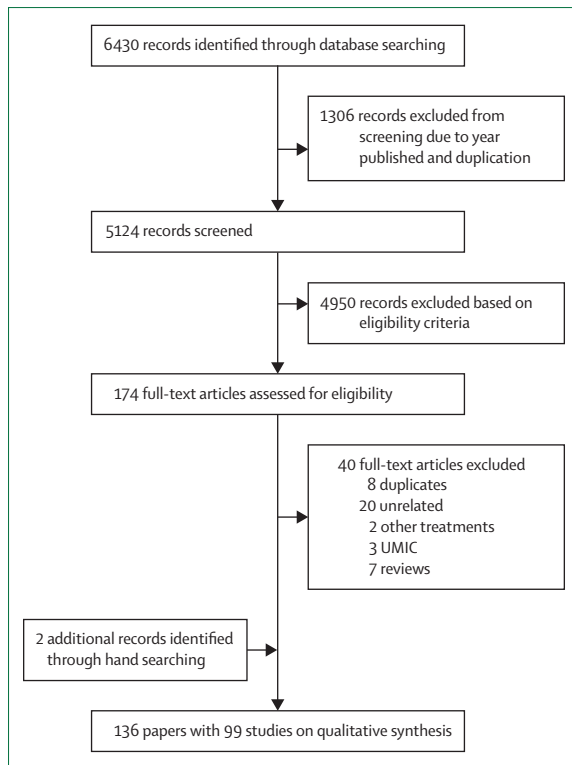 6430 records identified through database searching
1306 records excluded from
screening due to year
published and duplication
5124 records screened
4950 records excluded based on
eligibility criteria
174 full-text articles assessed for eligibility
40 full-text articles excluded
8 duplicates
20 unrelated
2 other treatments
3 UMIC
7 reviews
2 additional records identified
through hand searching
136 papers with 99 studies on qualitative synthesis